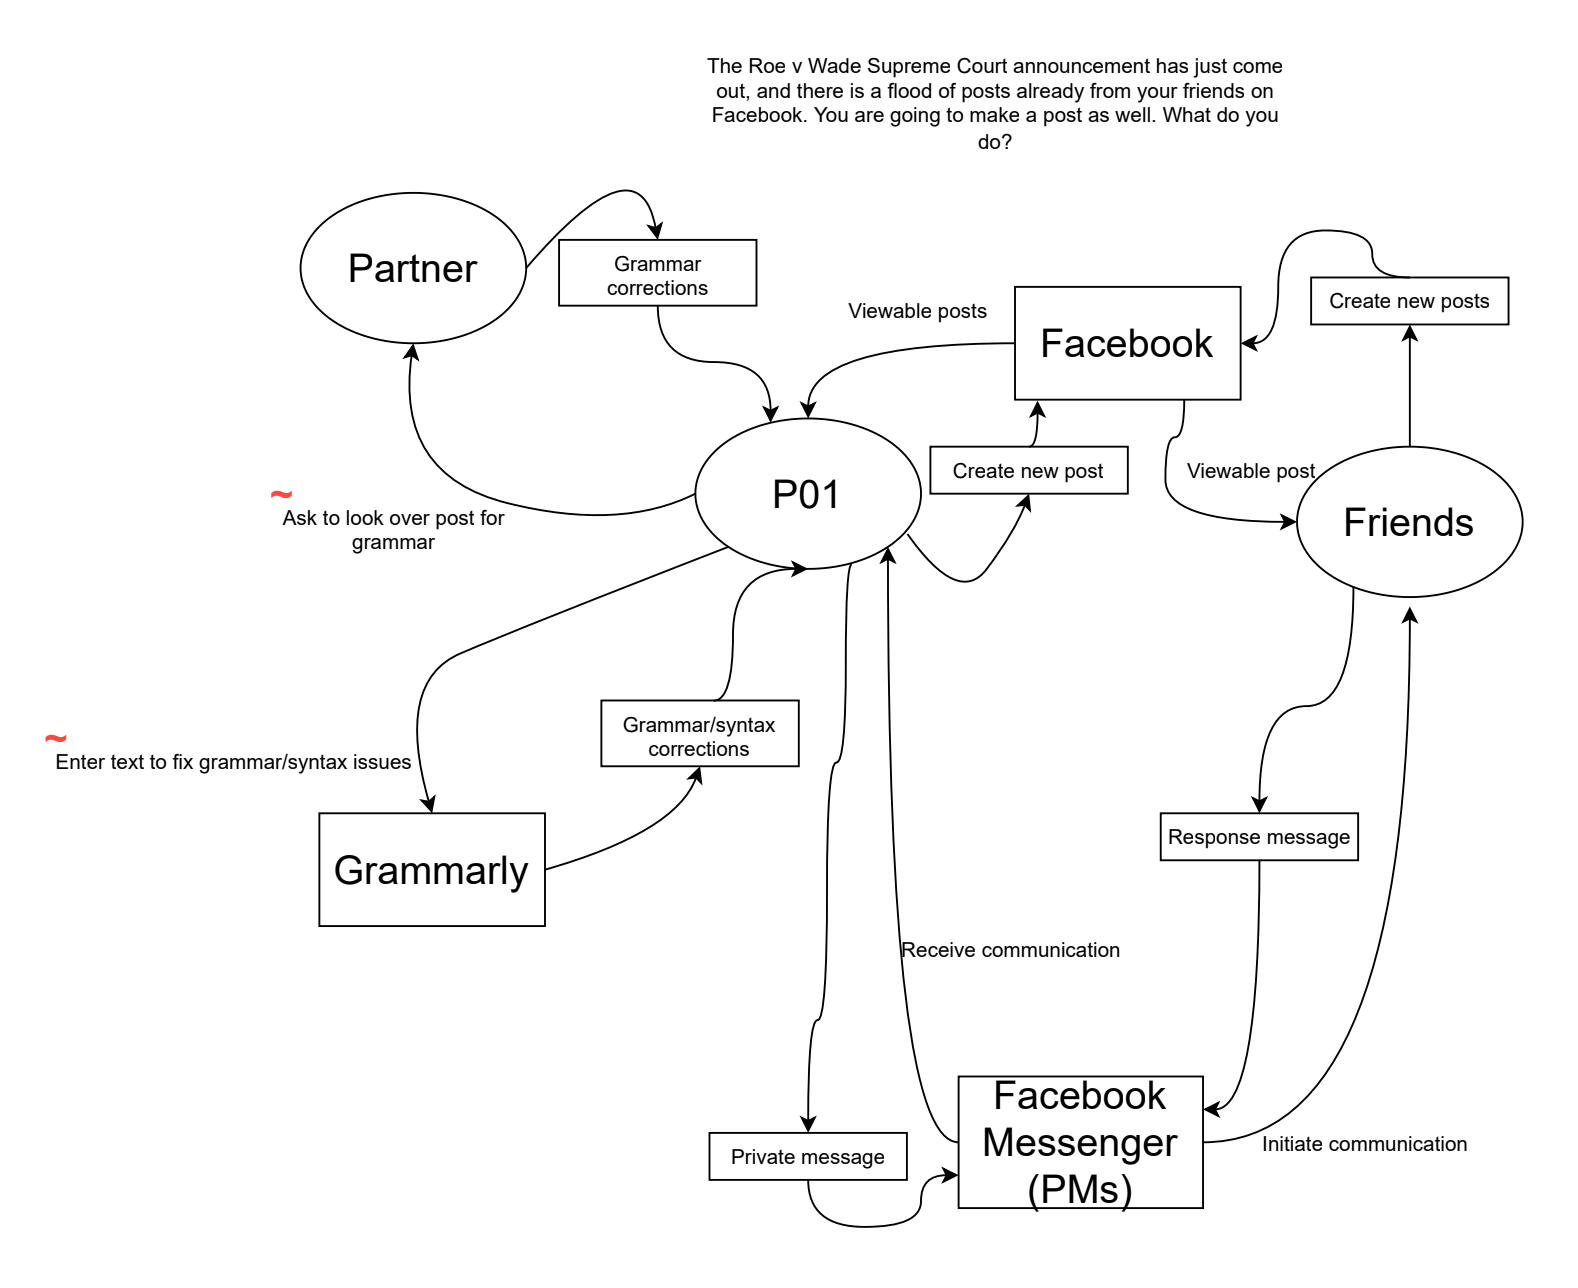 The Roe v Wade Supreme Court announcement has just come
out, and there is a flood of posts already from your friends on
Facebook. You are going to make a post as well. What do you
do?
Partner
Grammar
corrections
Viewable posts
Facebook
Create new posts
P01
Create new post
Viewable post
Friends
~
Ask to look over post for
grammar
Grammar/syntax
corrections
~
Enter text to fix grammar/syntax issues
Grammarly
Response message
Receive communication
Facebook
Messenger
(PMs)
Private message
Initiate communication